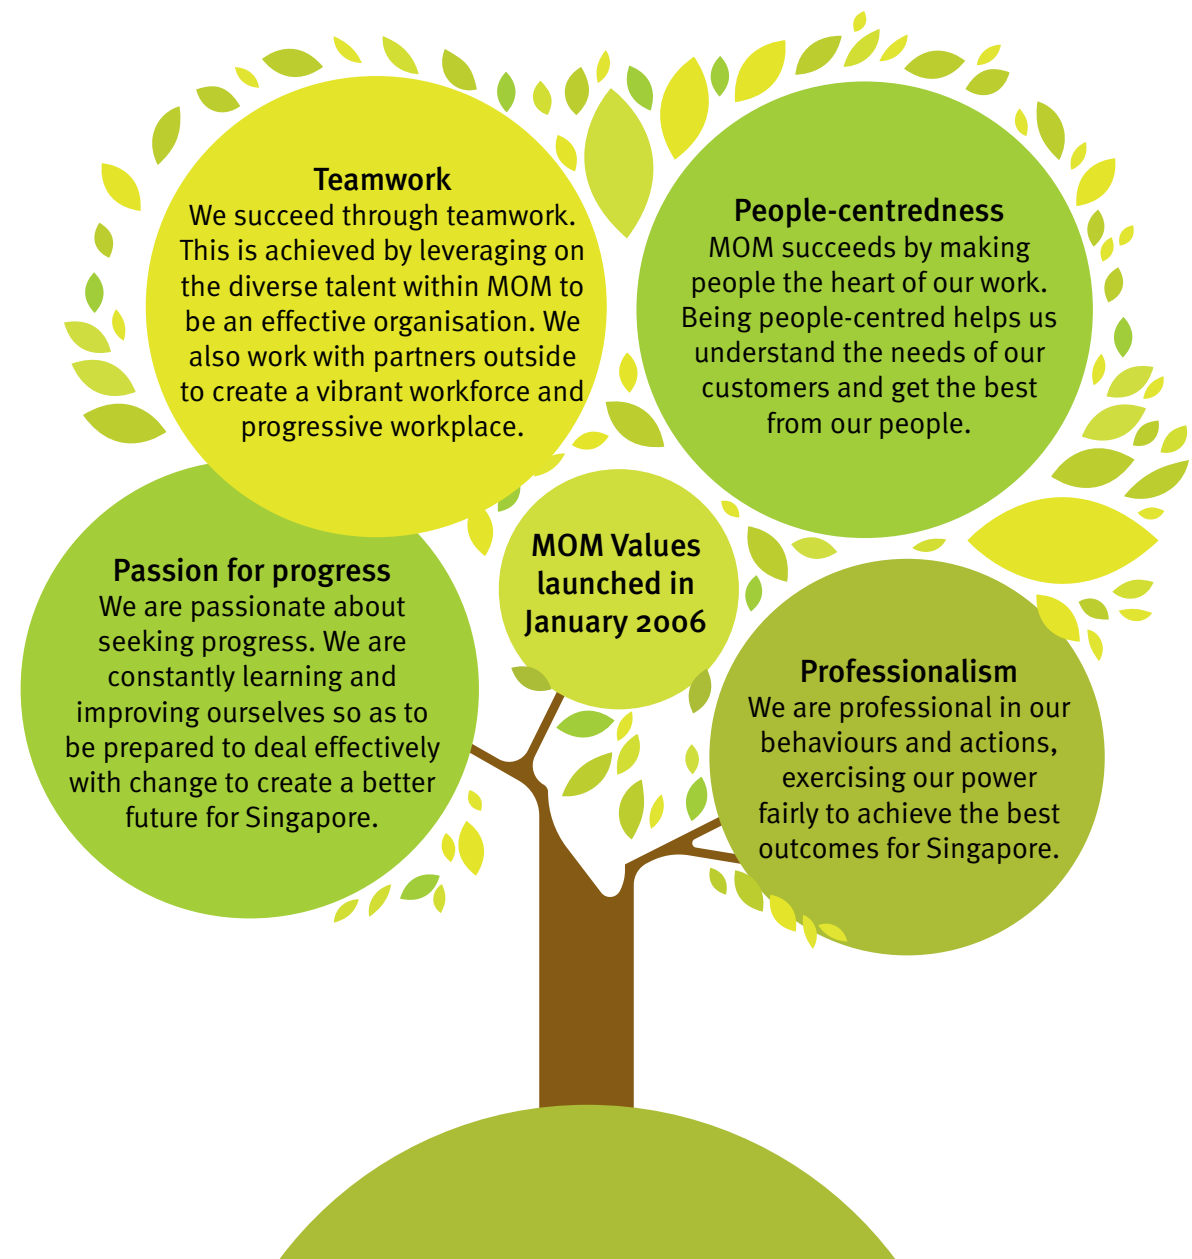 Teamwork
We succeed through teamwork.
This is achieved by leveraging on
the diverse talent within MOM to
be an effective organisation. We
also work with partners outside
to create a vibrant workforce and
progressive workplace.
People-centredness
MOM succeeds by making
people the heart of our work.
Being people-centred helps us
understand the needs of our
customers and get the best
from our people.
MOM Values
launched in
January 2006
Passion for progress
We are passionate about
seeking progress. We are
constantly learning and
improving ourselves so as to
be prepared to deal effectively
with change to create a better
future for Singapore.
Professionalism
We are professional in our
behaviours and actions,
exercising our power
fairly to achieve the best
outcomes for Singapore.